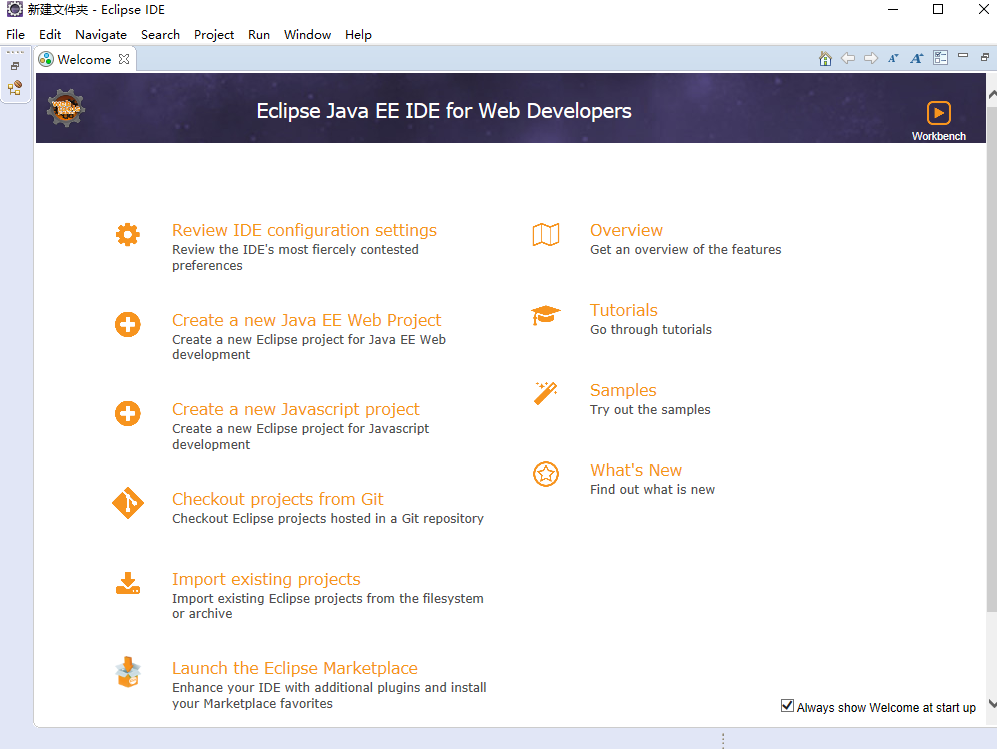 新建文件夹 - Eclipse IDE
File Edit Navigate Search Project Run Window Help
Welcome
Eclipse Java EE IDE for Web Developers
Workbench
Review IDE configuration settings
Review the IDE's most fiercely contested
preferences
Create a new Java EE Web Project
Create a new Eclipse project for Java EE Web
development
Create a new Javascript project
Create a new Eclipse project for Javascript
development
Checkout projects from Git
Checkout Eclipse projects hosted in a Git repository
Import existing projects
Import existing Eclipse projects from the filesystem
or archive
Launch the Eclipse Marketplace
Enhance your IDE with additional plugins and install
your Marketplace favorites
Overview
Get an overview of the features
Tutorials
Go through tutorials
Samples
Try out the samples
What's New
Find out what is new
Always show Welcome at start up